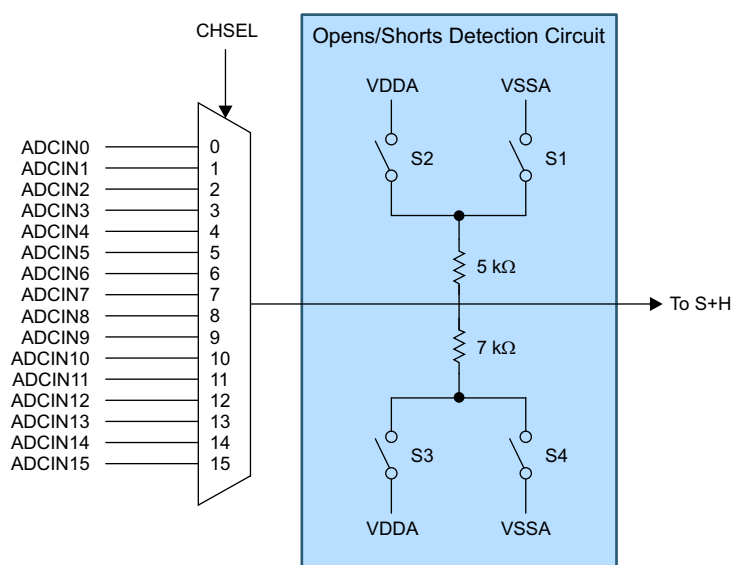 CHSEL
Opens/Shorts Detection Circuit
VDDA
VSSA
S2
S1
ADCIN0 0
ADCIN1 1
ADCIN2 2
ADCIN3 3
ADCIN4 4
ADCIN5 5
ADCIN6 6
ADCIN7 7
ADCIN8 8
ADCIN9 9
ADCIN10 10
ADCIN11 11
ADCIN12 12
ADCIN13 13
ADCIN14 14
ADCIN15 15
5 kΩ
To S+H
7 kΩ
S3
S4
VDDA
VSSA